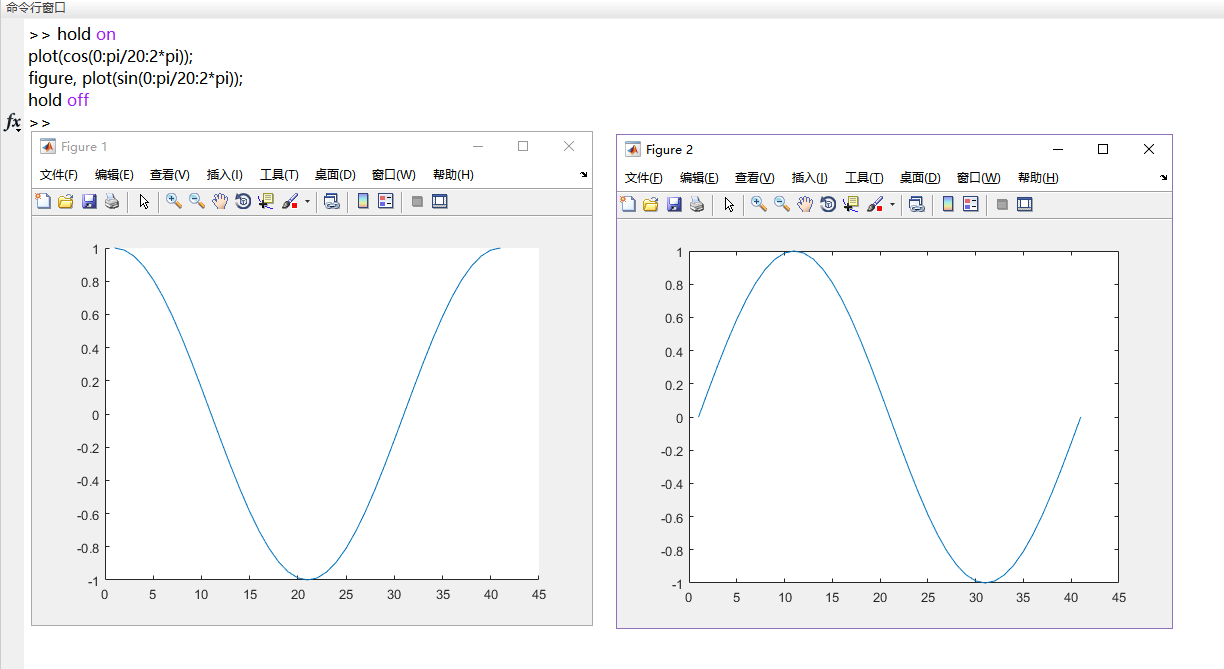 命令行窗口
>> hold on
plot(cos(0:pi/20:2*pi));
figure, plot(sin(0:pi/20:2*pi));
hold off
fx >>
Figure 1
文件(F) 编辑(E) 查看(V) 插入(I) 工具(T) 桌面(D) 窗口(W) 帮助(H)
1
0.8
0.6
0.4
0.2
0
-0.2
-0.4
-0.6
-0.8
-1
0 5 10 15 20 25 30 35 40 45
Figure 2
文件(F) 编辑(E) 查看(V) 插入(I) 工具(T) 桌面(D) 窗口(W) 帮助(H)
1
0.8
0.6
0.4
0.2
0
-0.2
-0.4
-0.6
-0.8
-1
0 5 10 15 20 25 30 35 40 45